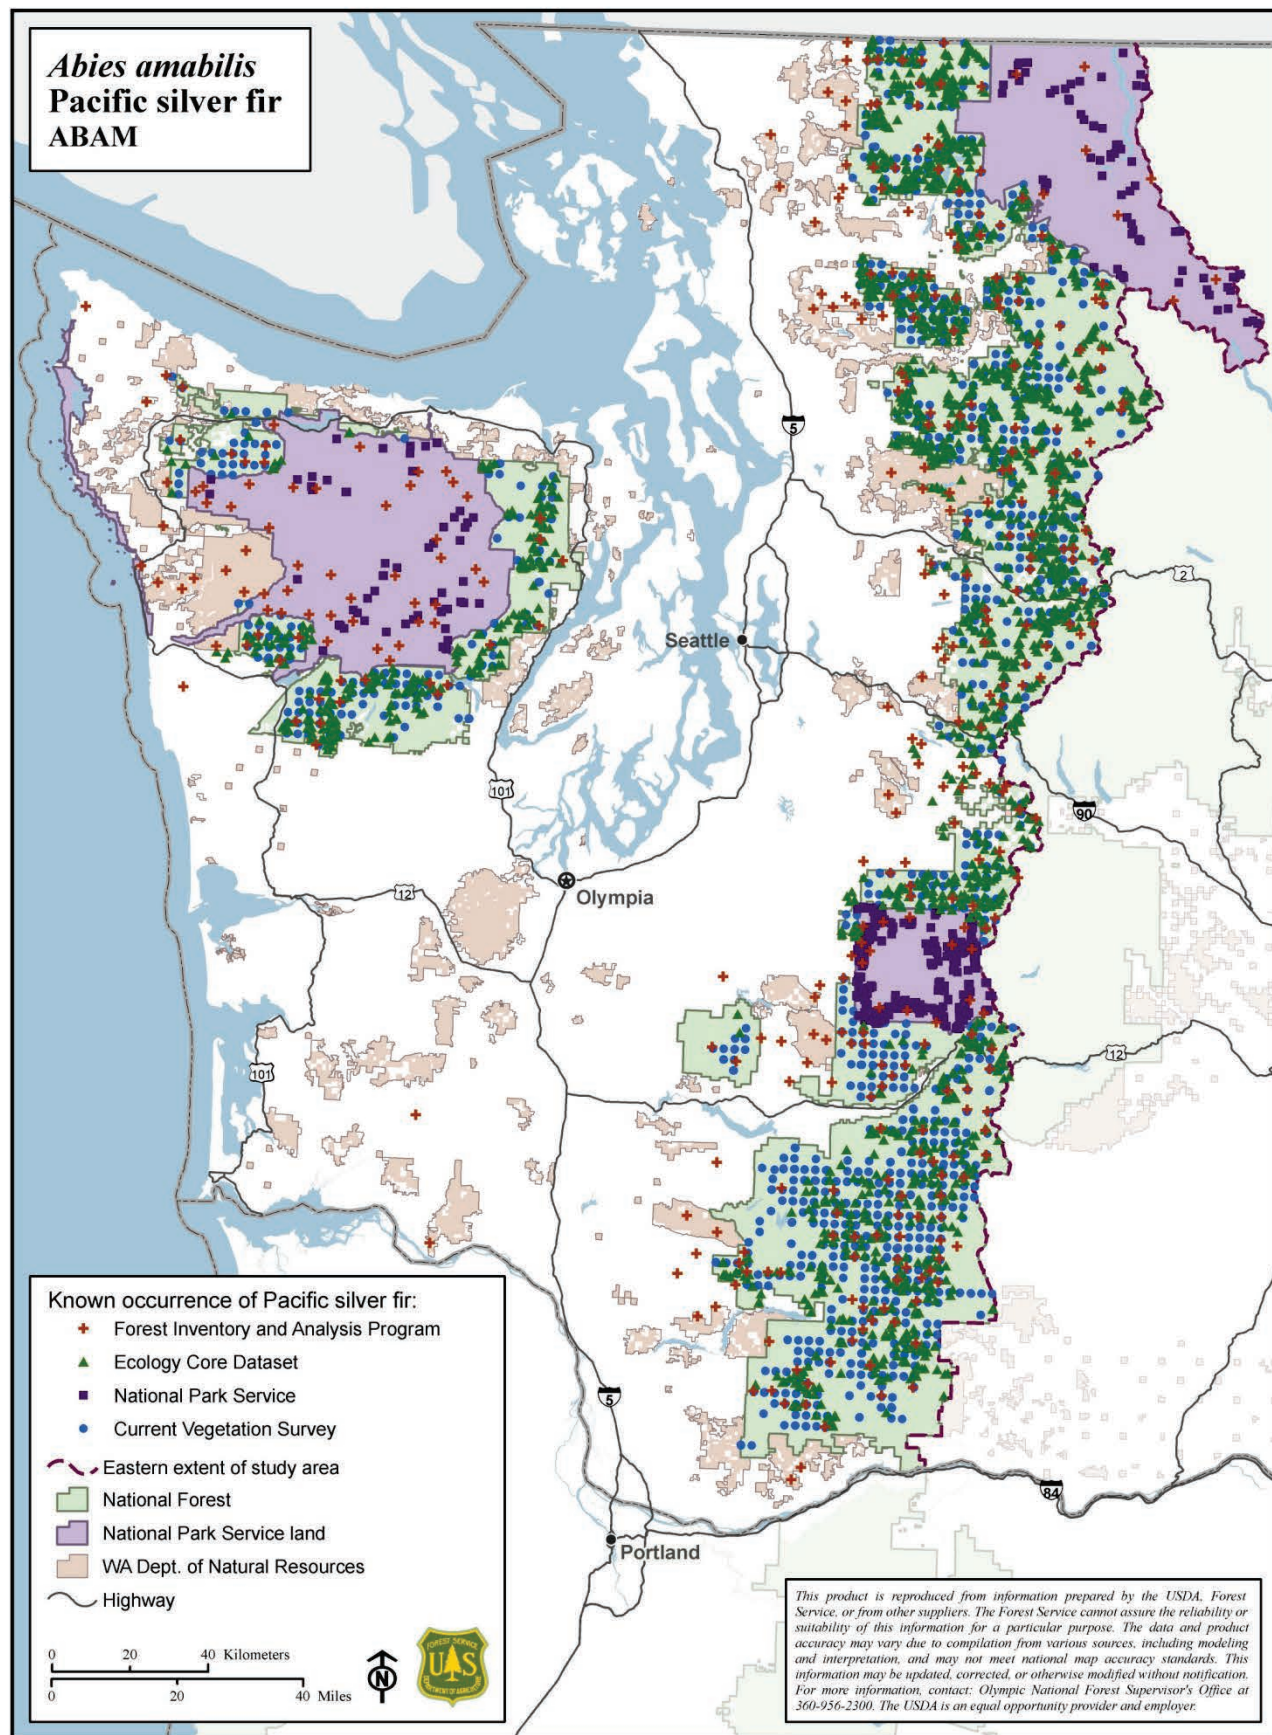 Abies amabilis
Pacific silver fir
ABAM
5
2
Seattle
101
90
12
Olympia
101
12
Known occurrence of Pacific silver fir:
Forest Inventory and Analysis Program
Ecology Core Dataset
National Park Service
Current Vegetation Survey
Eastern extent of study area
National Forest
National Park Service land
WA Dept. of Natural Resources
Highway
0 20 40 Kilometers
0 20 40 Miles
N
FOREST SERVICE
U S
DEPARTMENT OF AGRICULTURE
5
84
Portland
This product is reproduced from information prepared by the USDA, Forest
Service, or from other suppliers. The Forest Service cannot assure the reliability or
suitability of this information for a particular purpose. The data and product
accuracy may vary due to compilation from various sources, including modeling
and interpretation, and may not meet national map accuracy standards. This
information may be updated, corrected, or otherwise modified without notification.
For more information, contact: Olympic National Forest Supervisor's Office at
360-956-2300. The USDA is an equal opportunity provider and employer.